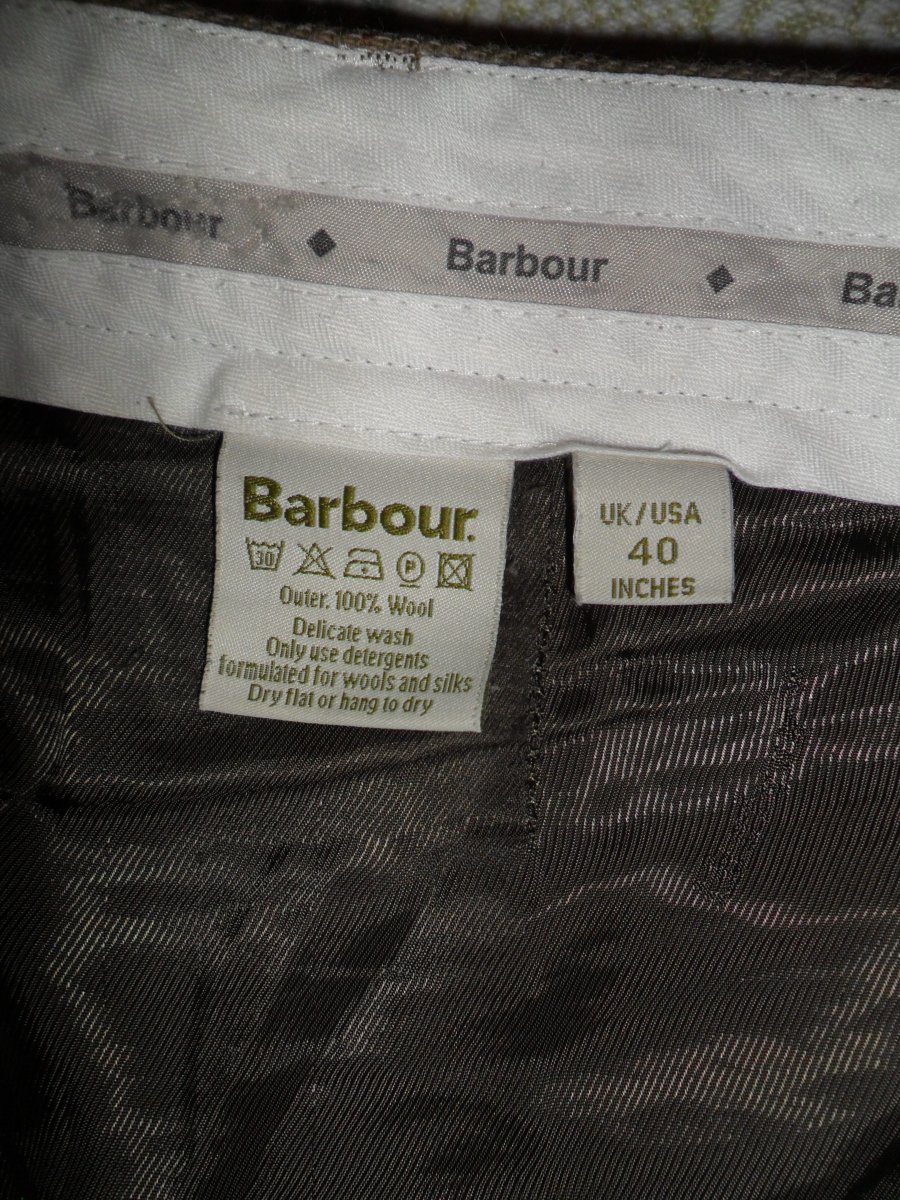 Barbour ◆ Barbour ◆ Ba
Barbour.
30 P
Outer. 100% Wool
Delicate wash
Only use detergents
formulated for wools and silks
Dry flat or hang to dry
UK/USA
40
INCHES